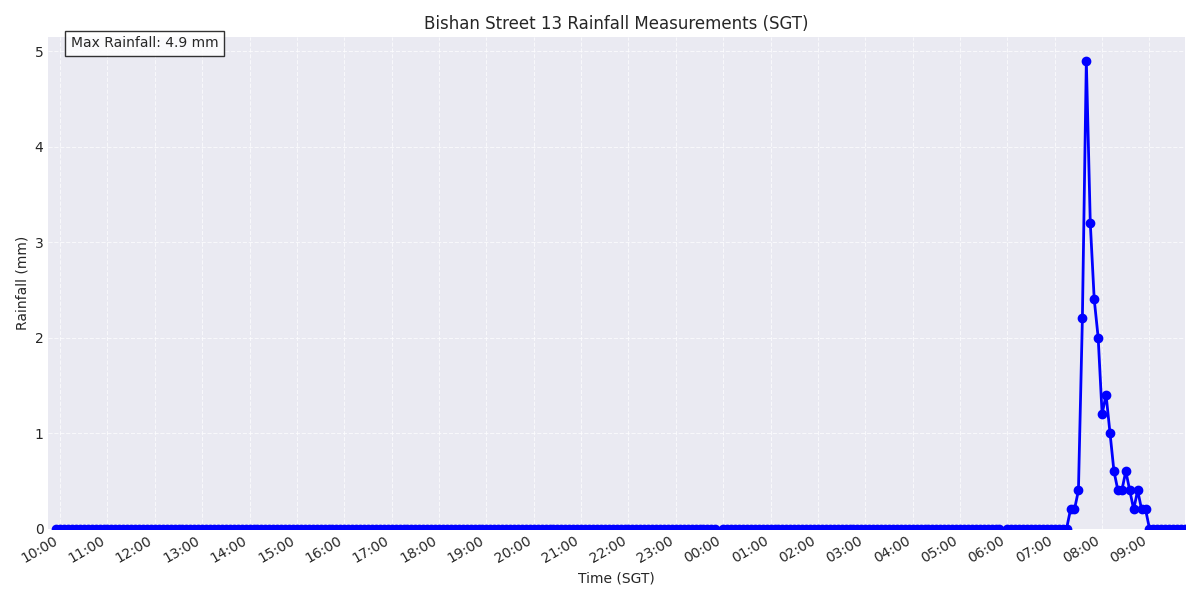 Bishan Street 13 Rainfall Measurements (SGT)
Max Rainfall: 4.9 mm
5
4
3
2
1
0
Rainfall (mm)
10:00 11:00 12:00 13:00 14:00 15:00 16:00 17:00 18:00 19:00 20:00 21:00 22:00 23:00 00:00 01:00 02:00 03:00 04:00 05:00 06:00 07:00 08:00 09:00
Time (SGT)